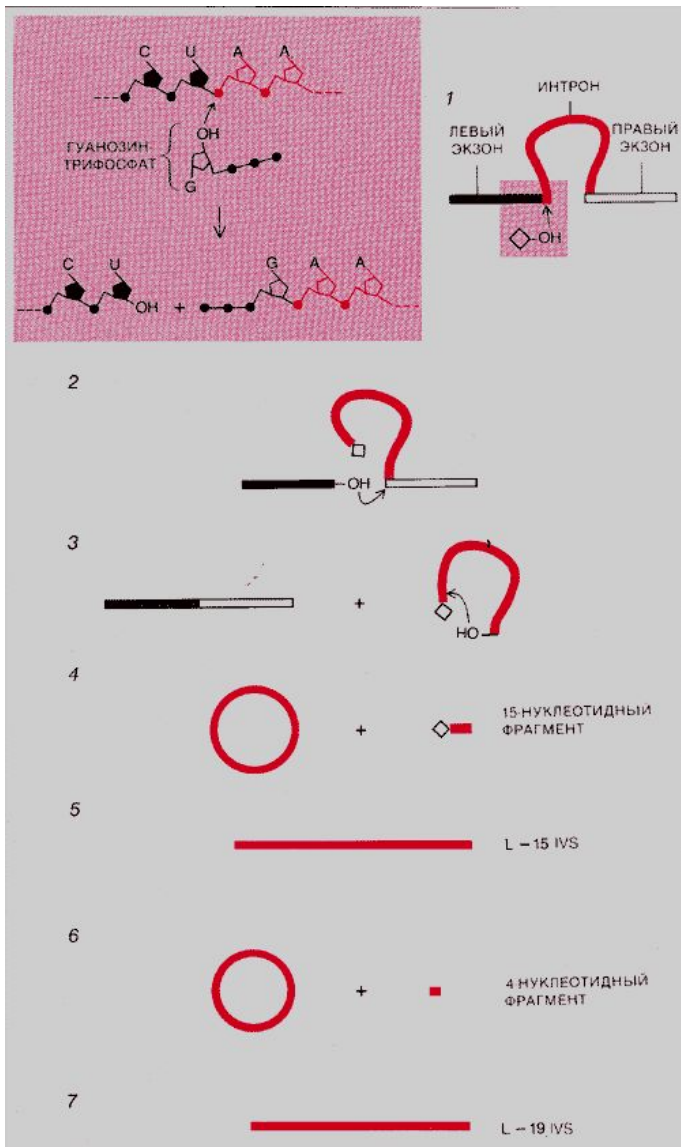 C U A A
OH
ГУАНОЗИН-
ТРИФОСФАТ
G
C U
OH
+
G A A
1
ИНТРОН
ЛЕВЫЙ
ЭКЗОН
ПРАВЫЙ
ЭКЗОН
OH
2
OH
3
+
HO
4
+
15-НУКЛЕОТИДНЫЙ
ФРАГМЕНТ
5
L – 15 IVS
6
+
4-НУКЛЕОТИДНЫЙ
ФРАГМЕНТ
7
L – 19 IVS